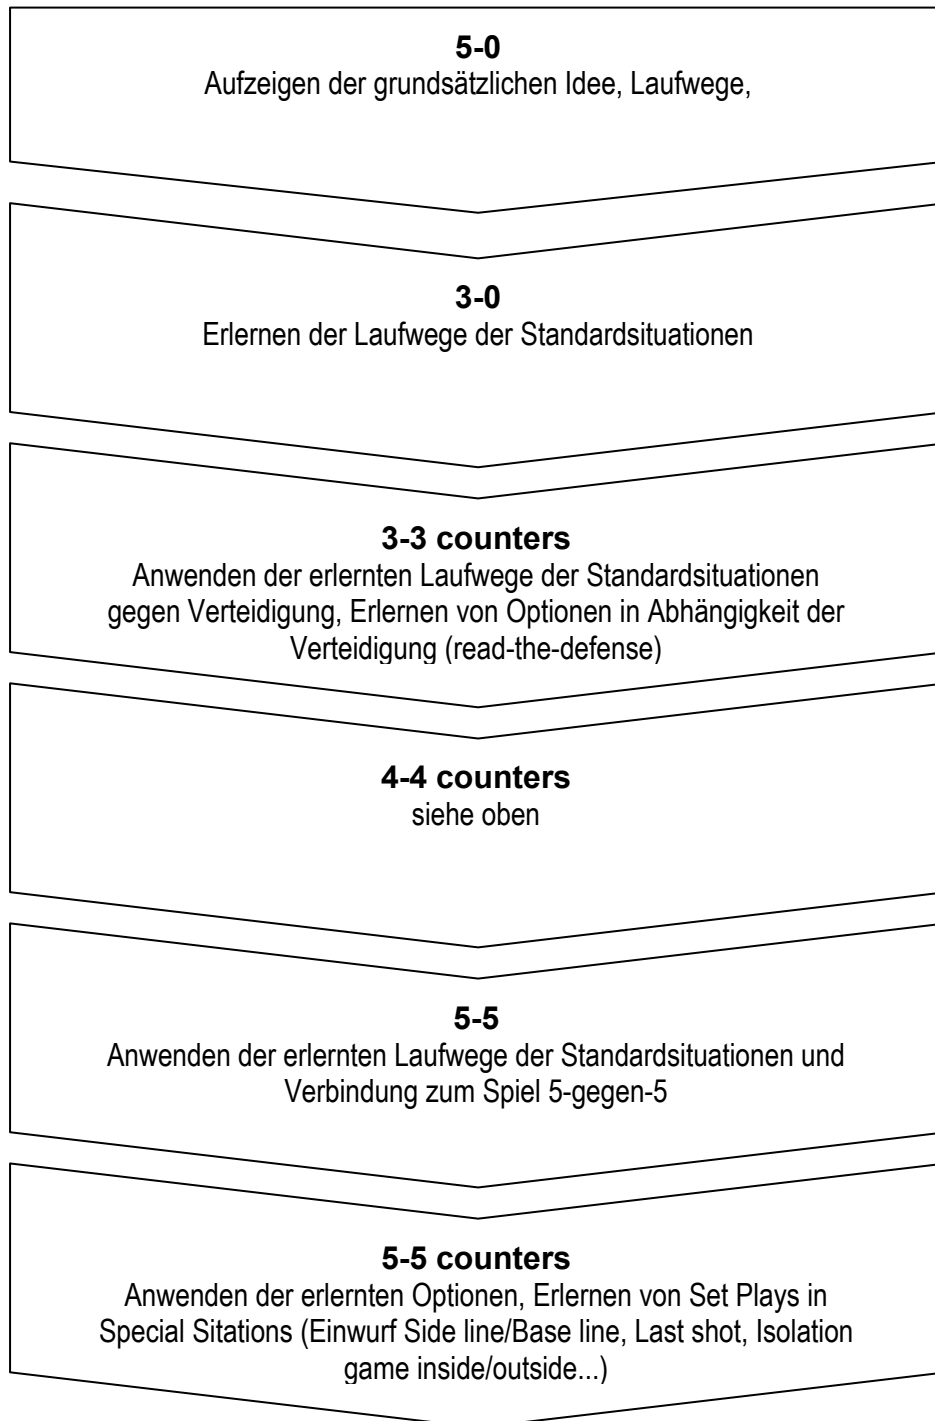 5-0
Aufzeigen der grundsätzlichen Idee, Laufwege,
3-0
Erlernen der Laufwege der Standardsituationen
3-3 counters
Anwenden der erlernten Laufwege der Standardsituationen
gegen Verteidigung, Erlernen von Optionen in Abhängigkeit der
Verteidigung (read-the-defense)
4-4 counters
siehe oben
5-5
Anwenden der erlernten Laufwege der Standardsituationen und
Verbindung zum Spiel 5-gegen-5
5-5 counters
Anwenden der erlernten Optionen, Erlernen von Set Plays in
Special Sitations (Einwurf Side line/Base line, Last shot, Isolation
game inside/outside...)